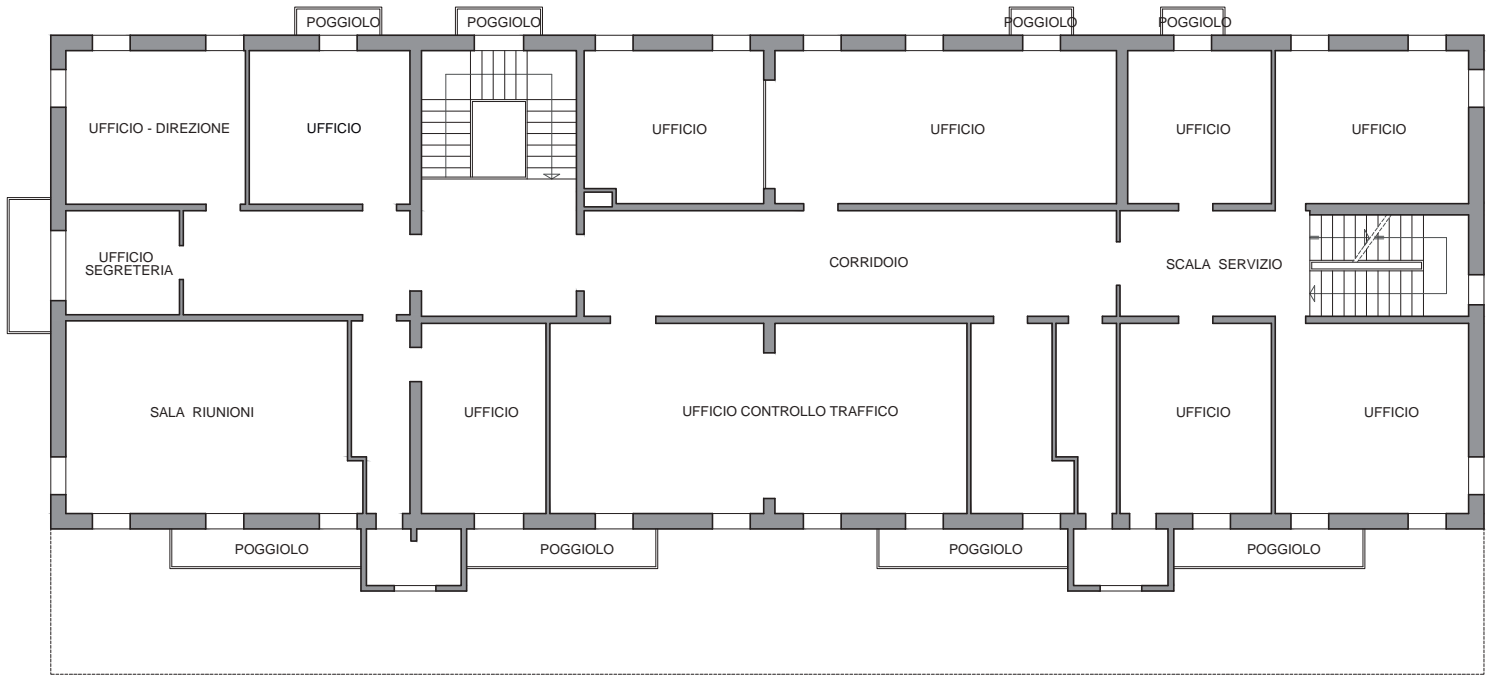 POGGIOLO
POGGIOLO
POGGIOLO
POGGIOLO
UFFICIO - DIREZIONE
UFFICIO
UFFICIO
UFFICIO
UFFICIO
UFFICIO
UFFICIO
SEGRETERIA
CORRIDOIO
SCALA SERVIZIO
SALA RIUNIONI
UFFICIO
UFFICIO CONTROLLO TRAFFICO
UFFICIO
UFFICIO
POGGIOLO
POGGIOLO
POGGIOLO
POGGIOLO